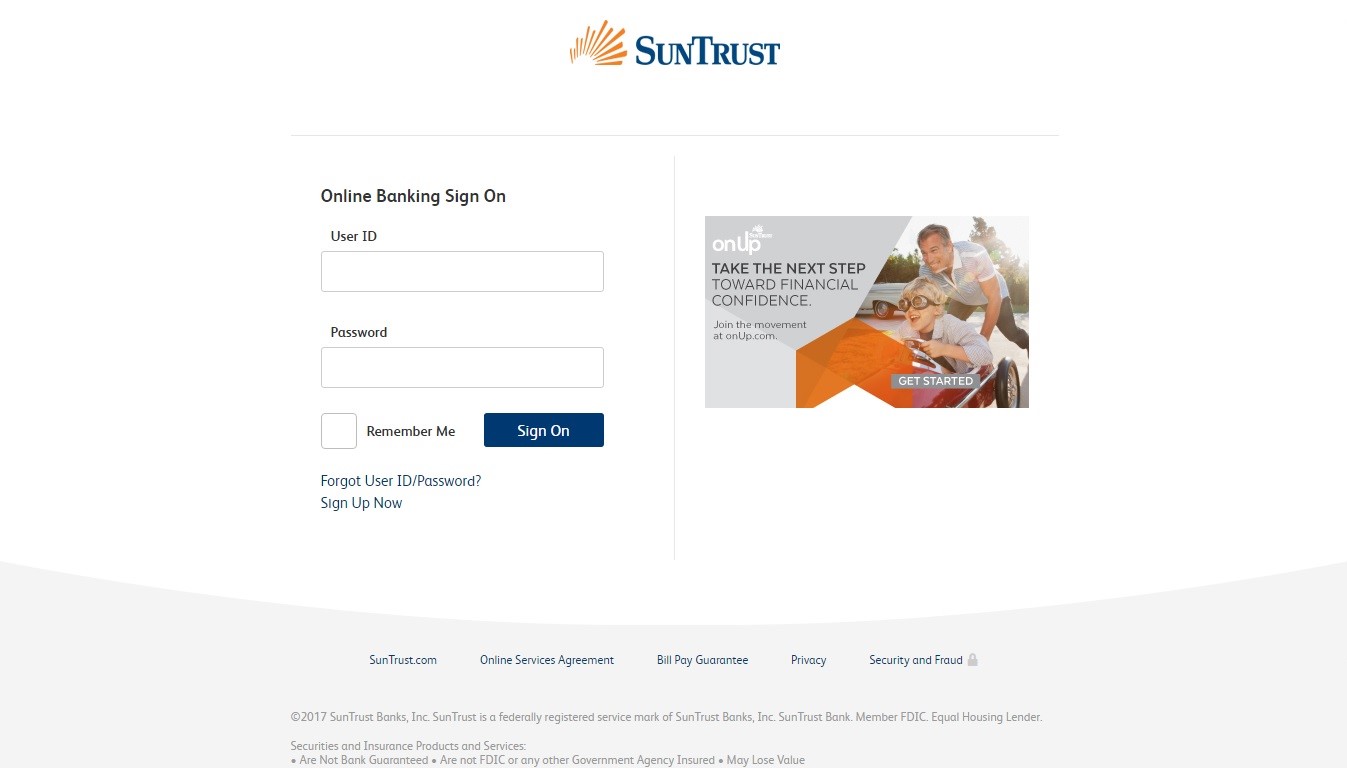 SUNTRUST
Online Banking Sign On
User ID
Password
Remember Me
Sign On
Forgot User ID/Password?
Sign Up Now
onUp
TAKE THE NEXT STEP
TOWARD FINANCIAL
CONFIDENCE.
Join the movement
at onUp.com.
GET STARTED
SunTrust.com
Online Services Agreement
Bill Pay Guarantee
Privacy
Security and Fraud
©2017 SunTrust Banks, Inc. SunTrust is a federally registered service mark of SunTrust Banks, Inc. SunTrust Bank. Member FDIC. Equal Housing Lender.
Securities and Insurance Products and Services:
• Are Not Bank Guaranteed • Are not FDIC or any other Government Agency Insured • May Lose Value